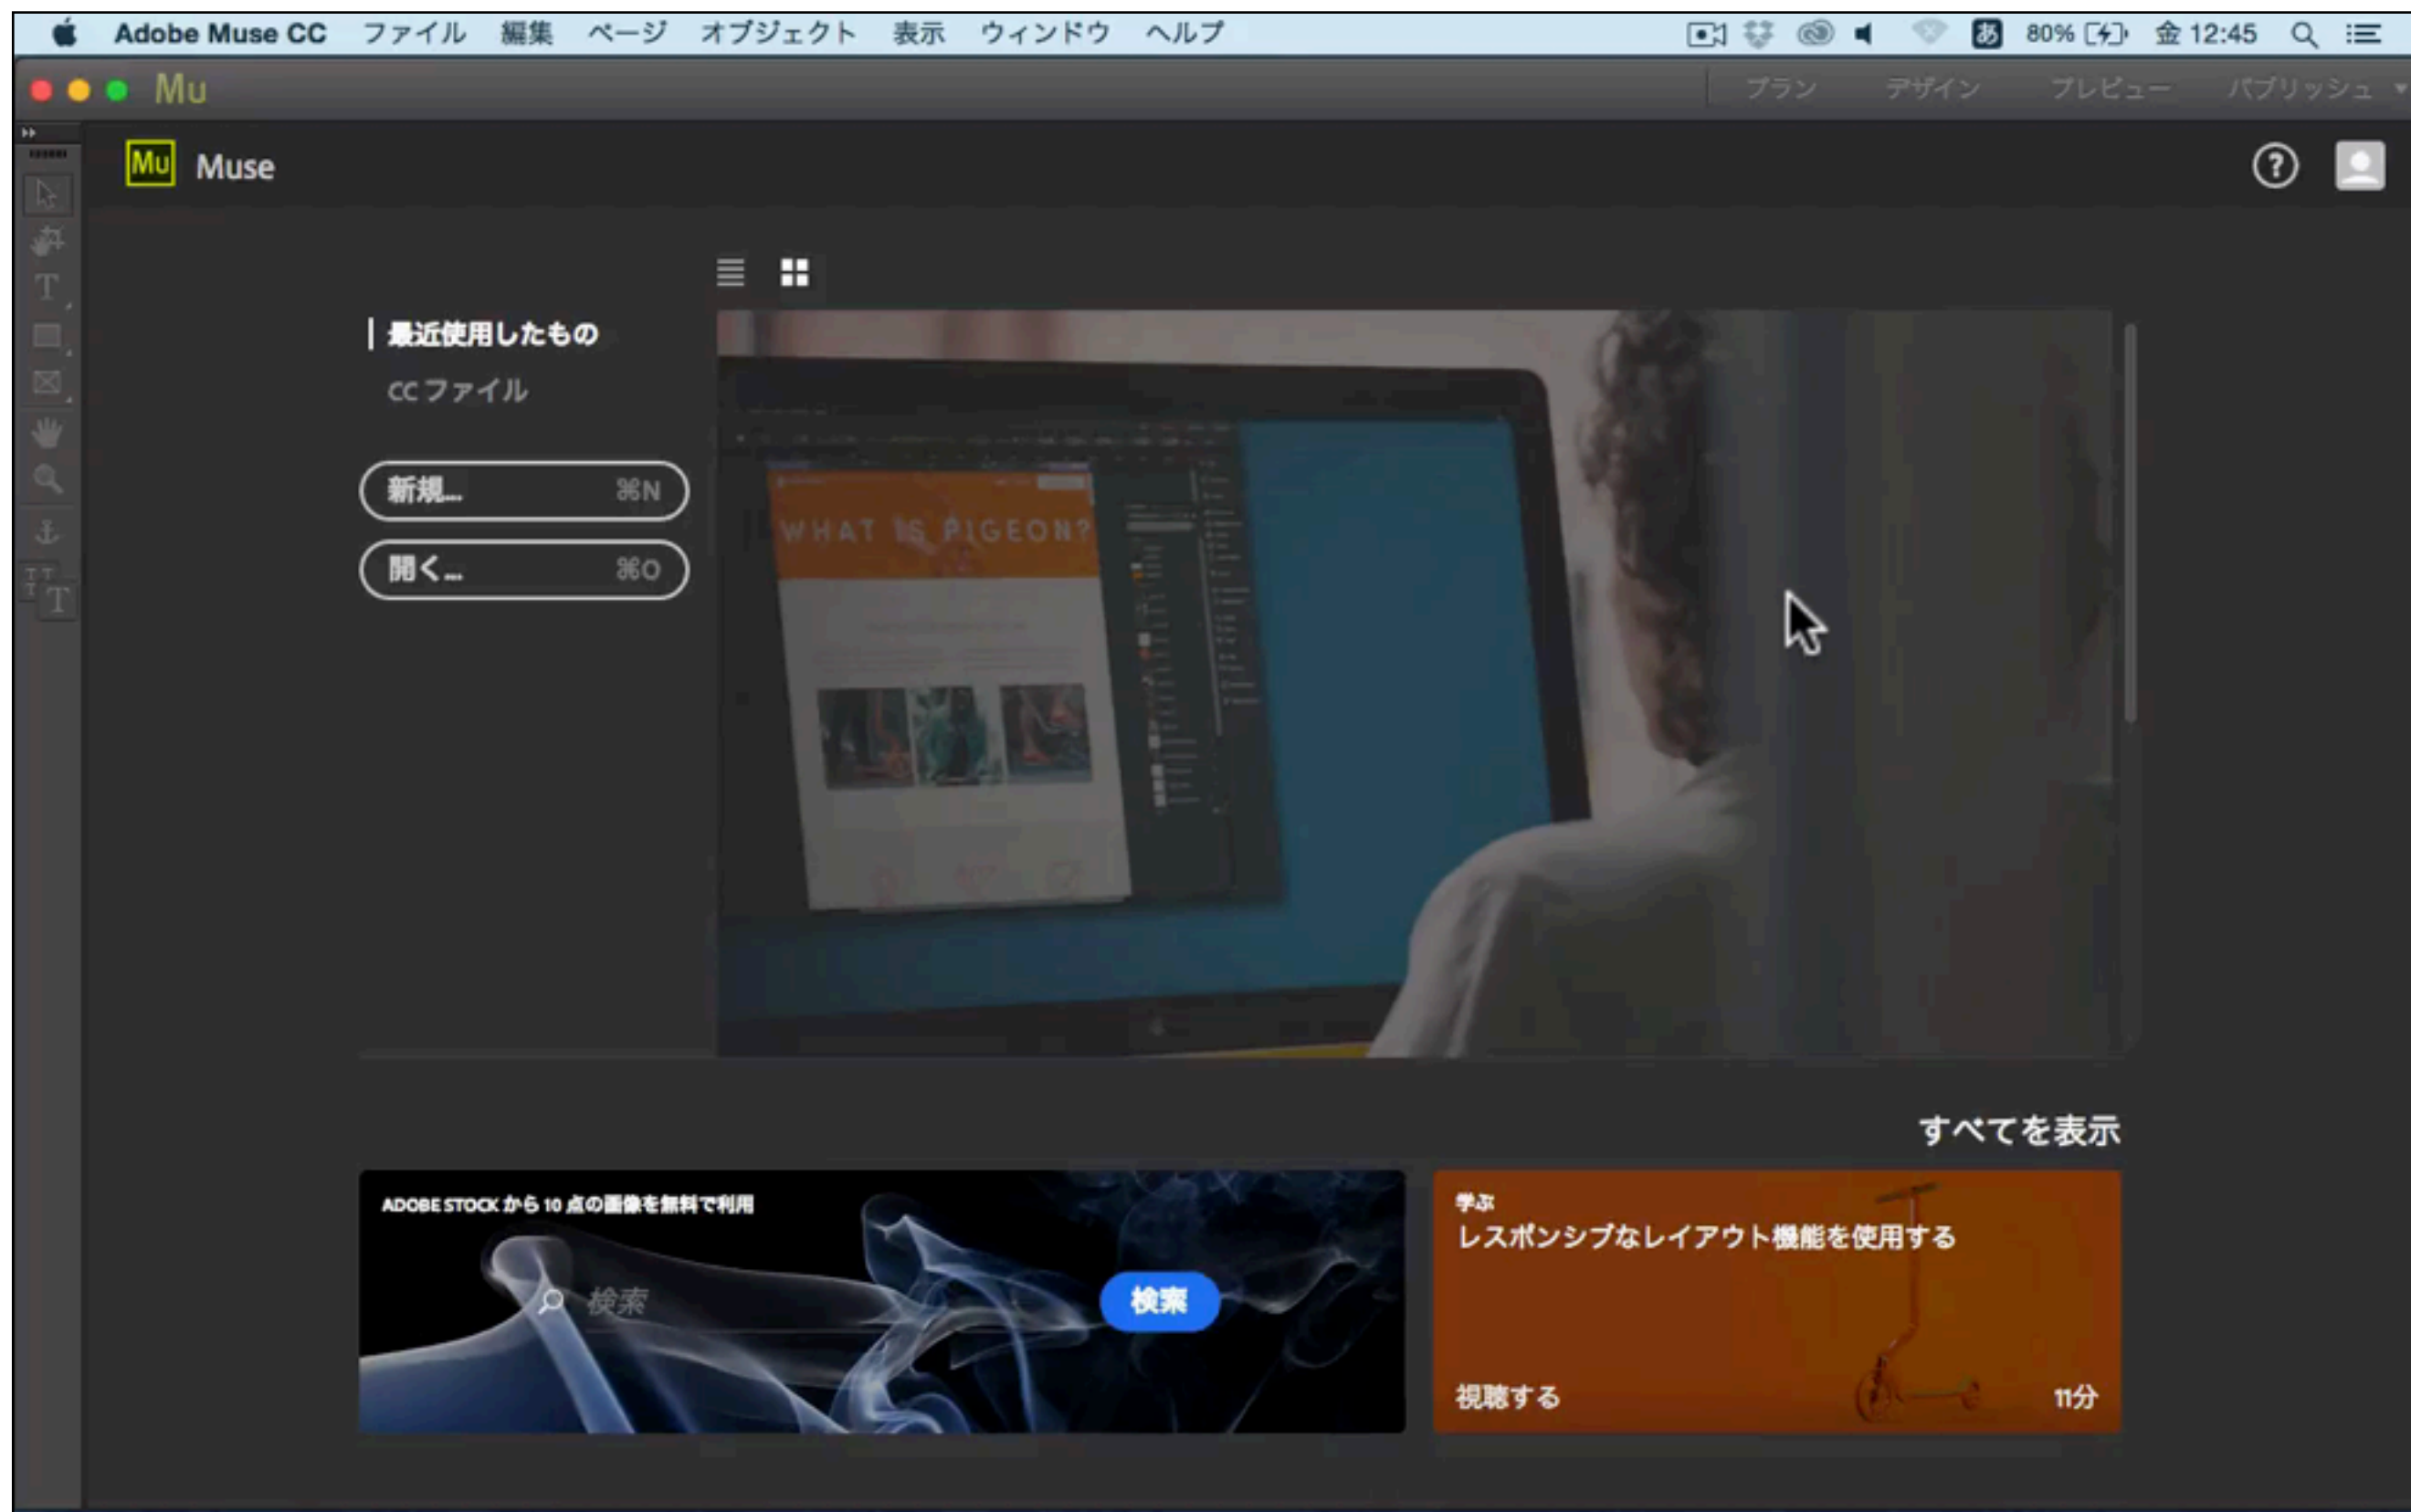 Adobe Muse CC ファイル 編集 ページ オブジェクト 表示 ウィンドウ ヘルプ あ 80% 金 12:45
Mu プラン デザイン プレビュー パブリッシュ
Mu Muse ?
最近使用したもの
CC ファイル
新規... ⌘N
開く... ⌘O
WHAT IS PIGEON?
すべてを表示
ADOBE STOCK から 10 点の画像を無料で利用
検索 検索
学ぶ
レスポンシブなレイアウト機能を使用する
視聴する 11分